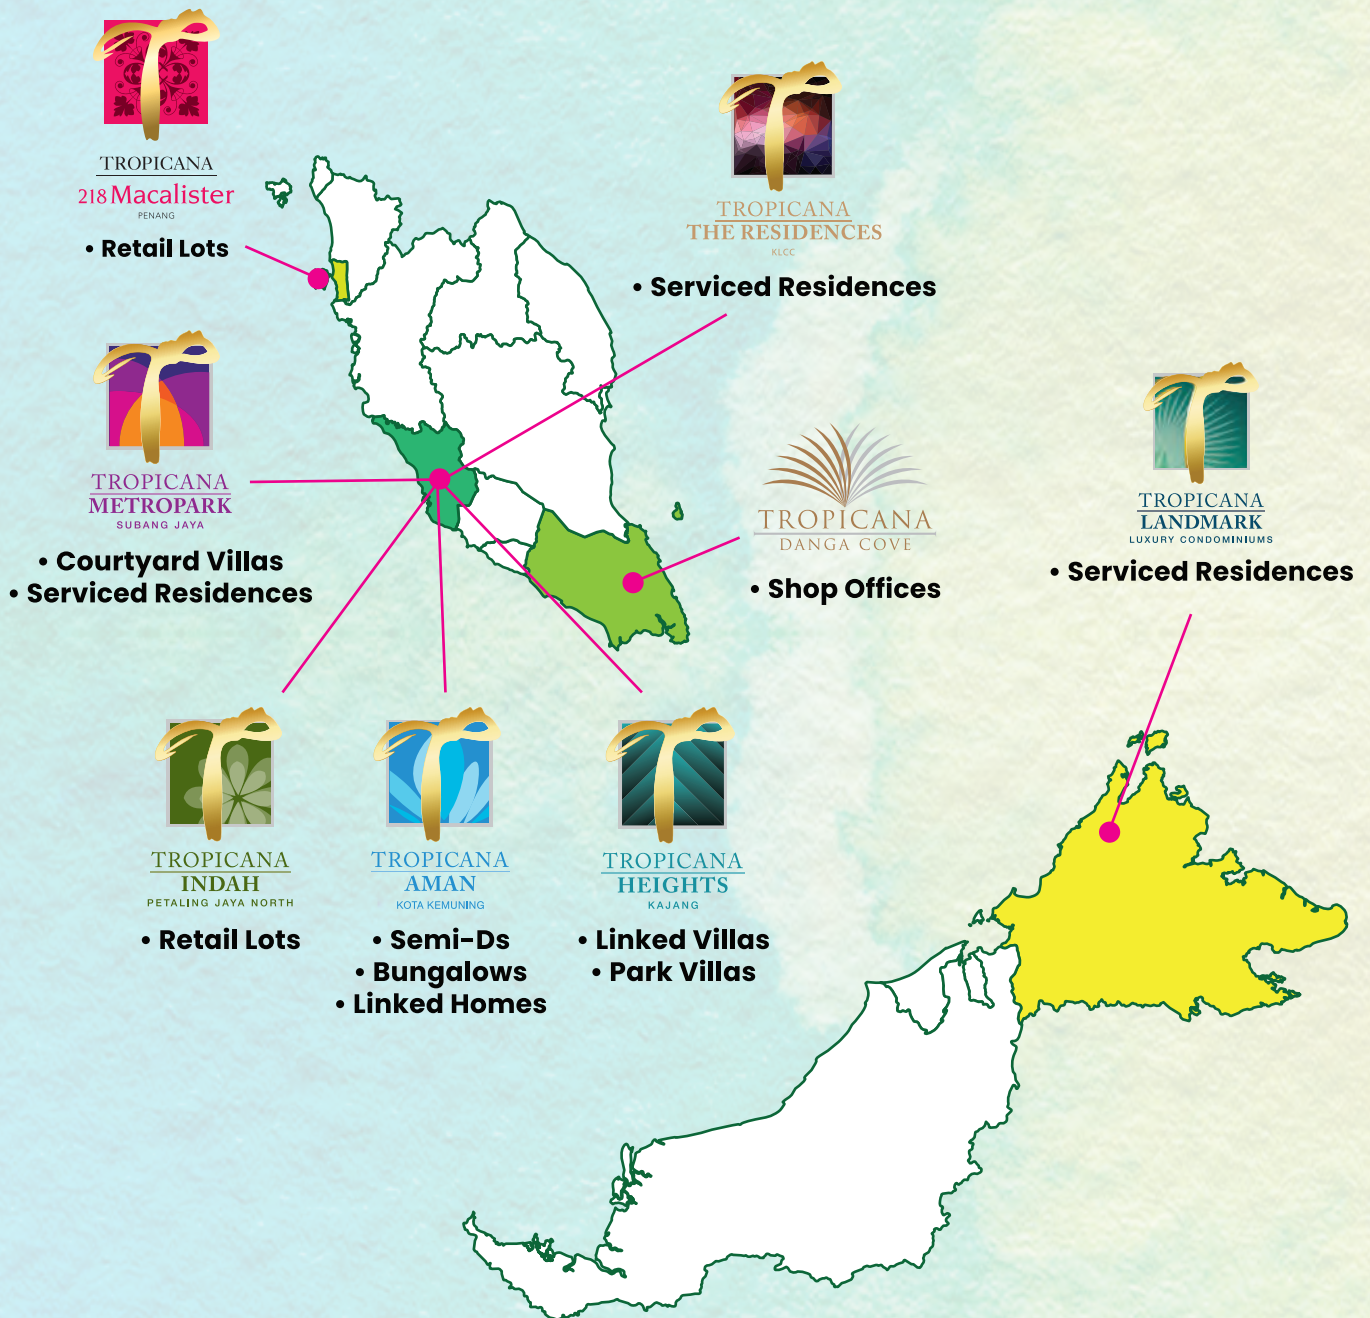 TROPICANA
218 Macalister
PENANG
• Retail Lots
TROPICANA
THE RESIDENCES
KLCC
• Serviced Residences
TROPICANA
METROPARK
SUBANG JAYA
• Courtyard Villas
• Serviced Residences
TROPICANA
DANGA COVE
• Shop Offices
TROPICANA
LANDMARK
LUXURY CONDOMINIUMS
• Serviced Residences
TROPICANA
INDAH
PETALING JAYA NORTH
• Retail Lots
TROPICANA
AMAN
KOTA KEMUNING
• Semi-Ds
• Bungalows
• Linked Homes
TROPICANA
HEIGHTS
KAJANG
• Linked Villas
• Park Villas